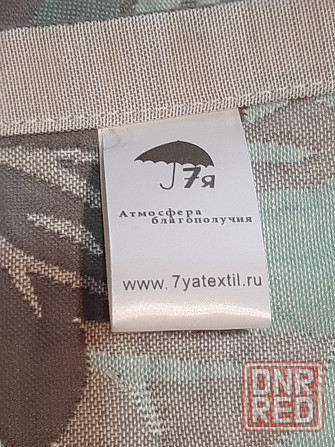 7я
Атмосфера
благополучия
www.7yatextil.ru
DNR
RED